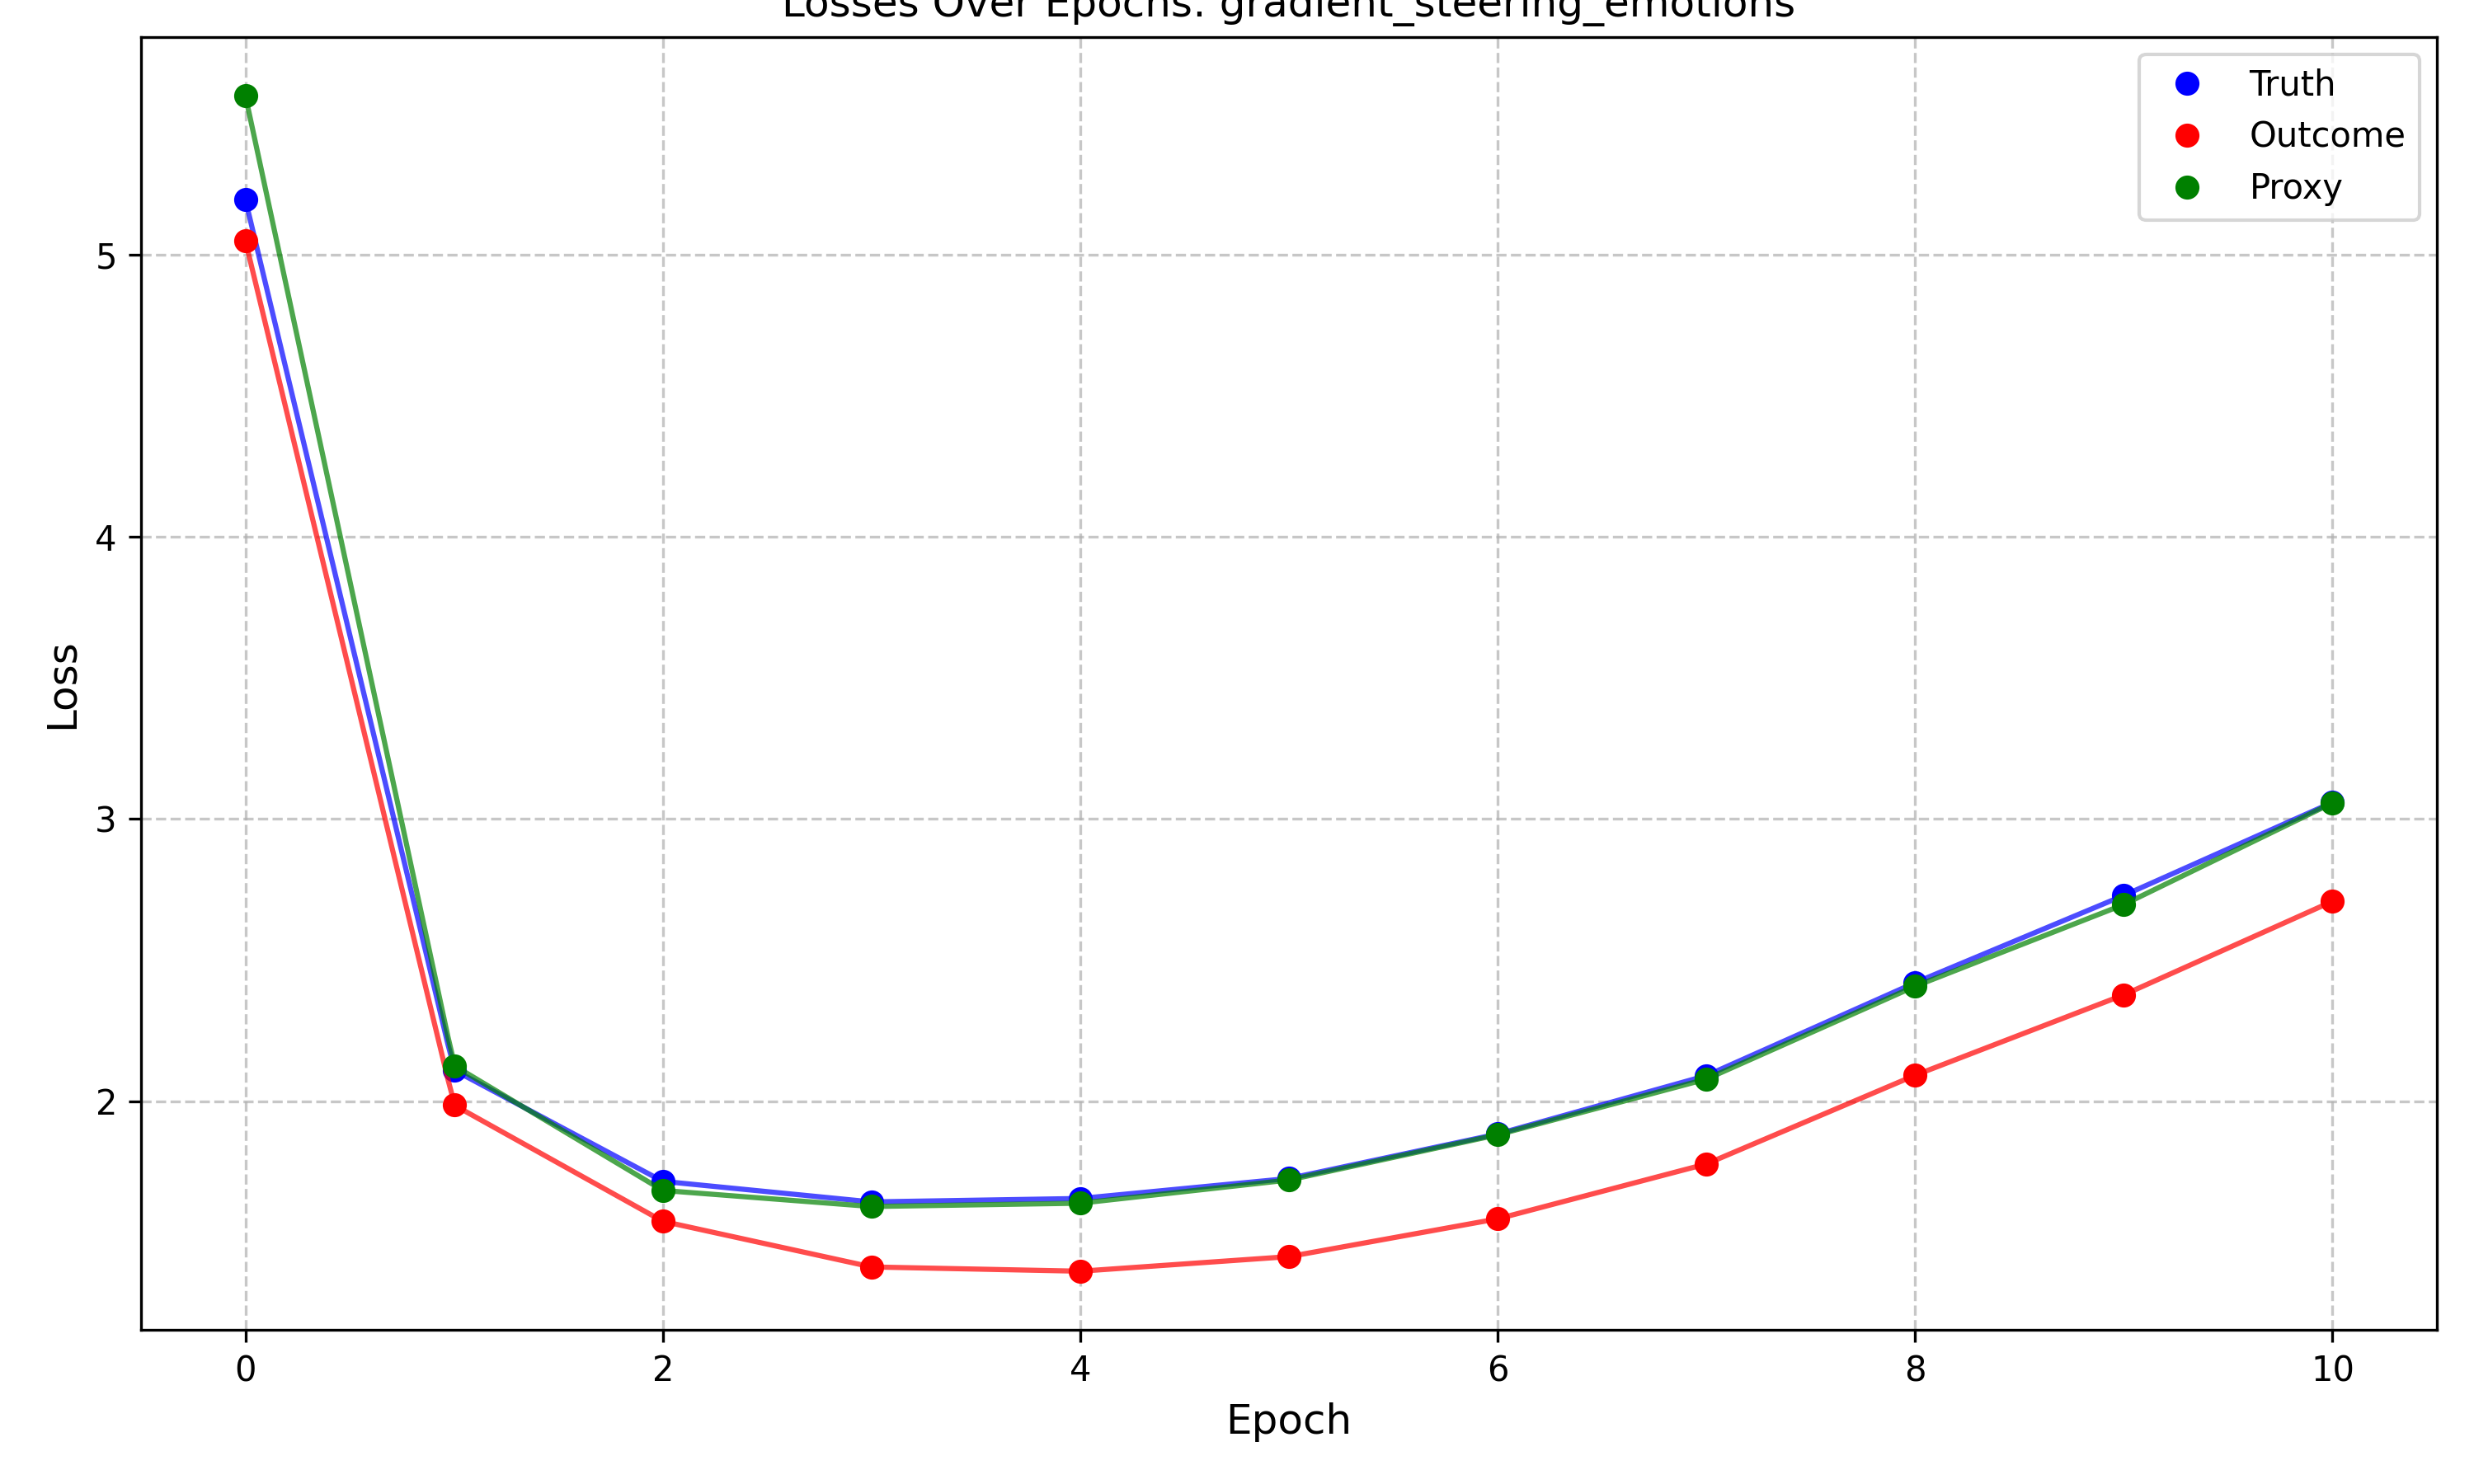 Losses Over Epochs: gradient_steering_emotions
Truth
Outcome
Proxy
5
4
3
2
Loss
0 2 4 6 8 10
Epoch